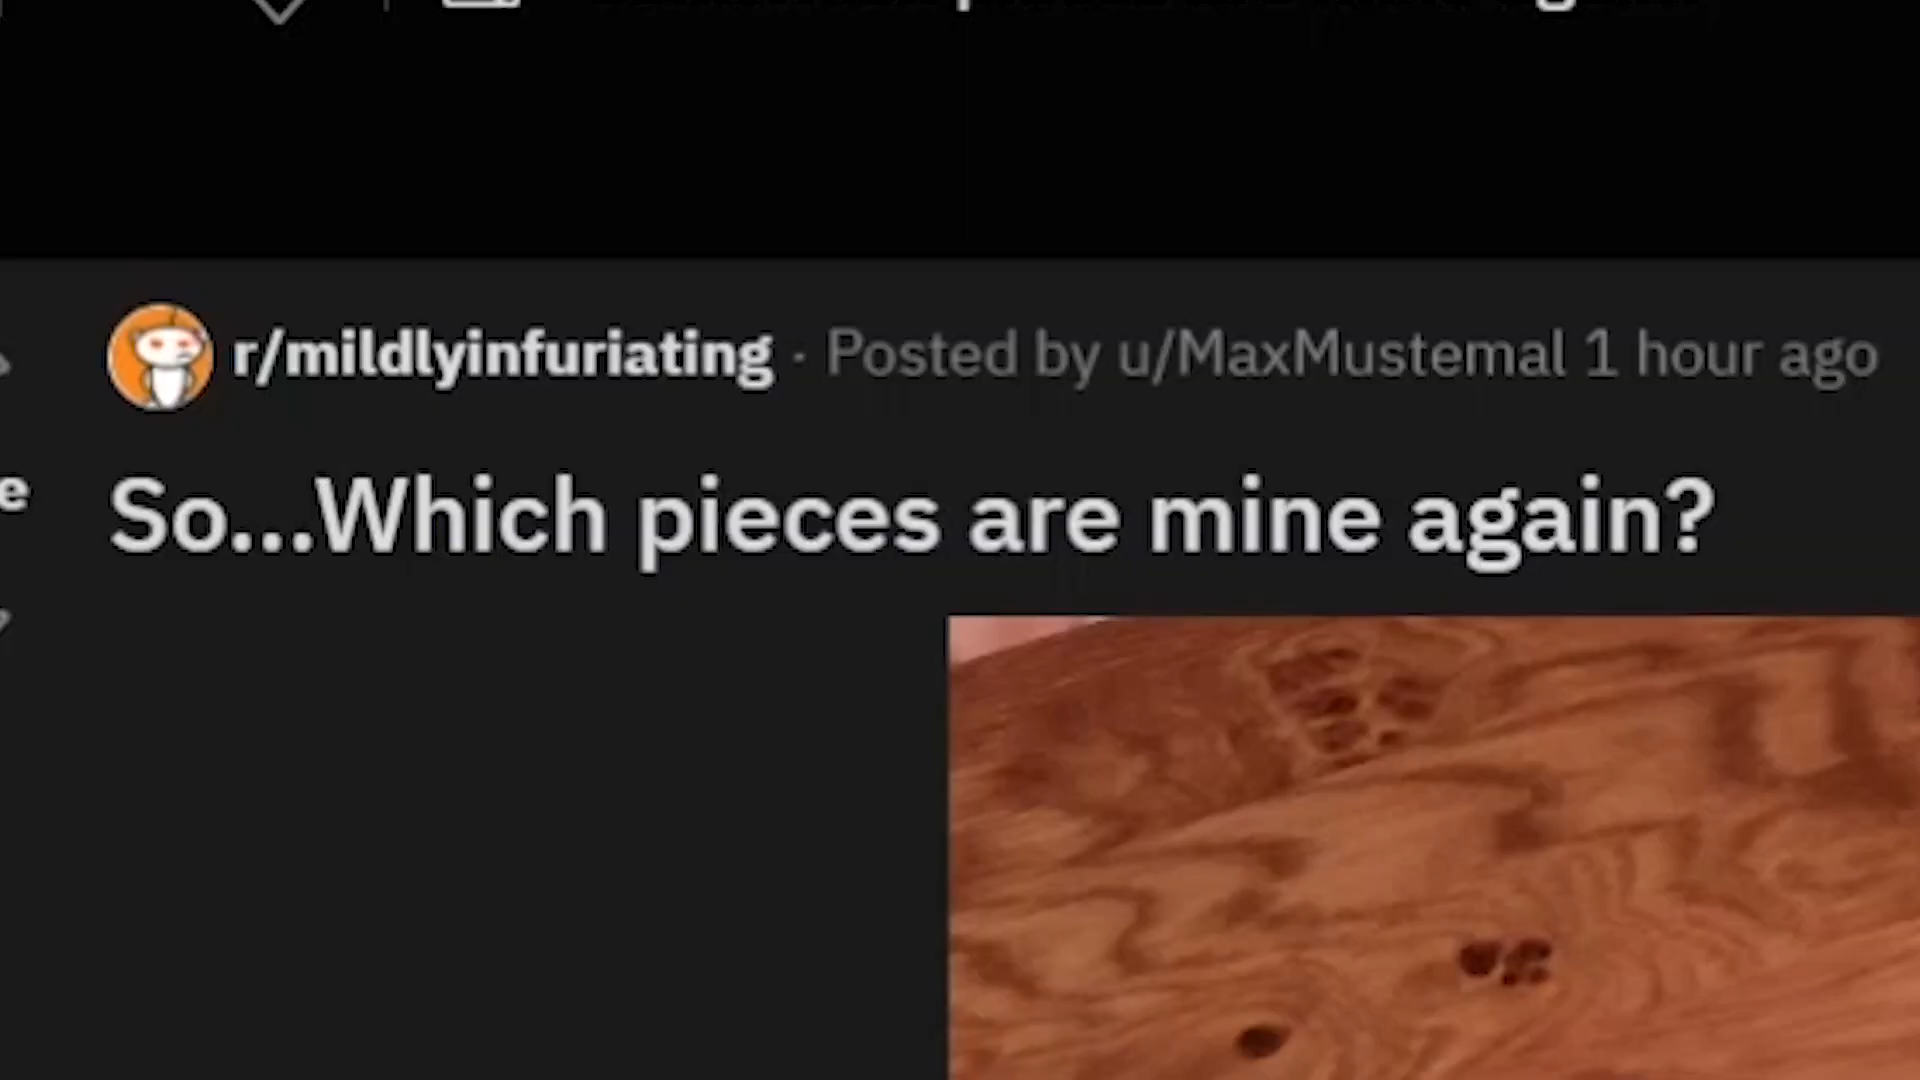 r/mildlyinfuriating · Posted by u/MaxMustemal 1 hour ago
e
So...Which pieces are mine again?